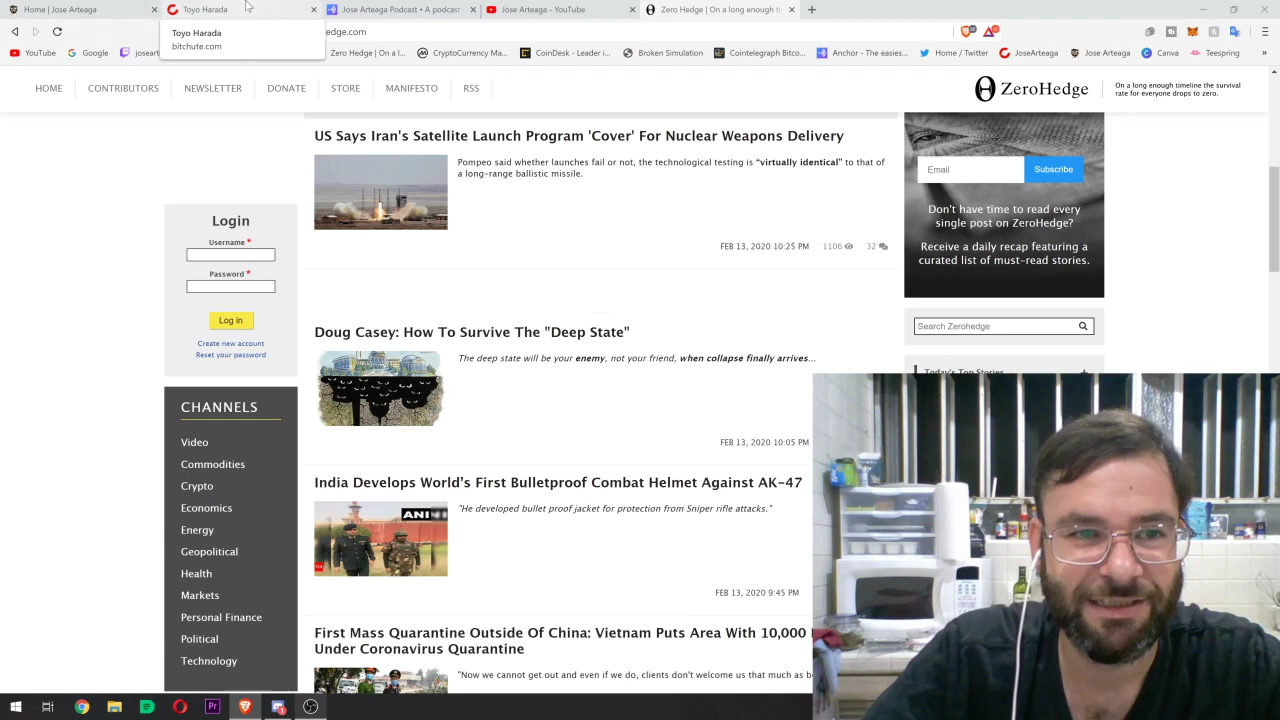 Home | Jose Arteaga
Toyo Harada
Jose Arteaga Podcast • A podcast
Jose Arteaga - YouTube
Zero Hedge | On a long enough t
Toyo Harada
bitchute.com
edge.com
YouTube
Google
josearte
Zero Hedge | On a l...
CryptoCurrency Ma...
CoinDesk - Leader i...
Broken Simulation
Cointelegraph Bitco...
Anchor - The easies...
Home / Twitter
JoseArteaga
Jose Arteaga
Canva
Teespring
HOME
CONTRIBUTORS
NEWSLETTER
DONATE
STORE
MANIFESTO
RSS
ZeroHedge
On a long enough timeline the survival
rate for everyone drops to zero.
US Says Iran's Satellite Launch Program 'Cover' For Nuclear Weapons Delivery
Pompeo said whether launches fail or not, the technological testing is "virtually identical" to that of
a long-range ballistic missile.
FEB 13, 2020 10:25 PM
1106
32
Email
Subscribe
Don't have time to read every
single post on ZeroHedge?
Receive a daily recap featuring a
curated list of must-read stories.
Login
Username *
Password *
Log in
Create new account
Reset your password
Search Zerohedge
Today's Top Stories
+
Doug Casey: How To Survive The "Deep State"
The deep state will be your enemy, not your friend, when collapse finally arrives...
FEB 13, 2020 10:05 PM
CHANNELS
Video
Commodities
Crypto
Economics
Energy
Geopolitical
Health
Markets
Personal Finance
Political
Technology
India Develops World's First Bulletproof Combat Helmet Against AK-47
ANI
"He developed bullet proof jacket for protection from Sniper rifle attacks."
FEB 13, 2020 9:45 PM
First Mass Quarantine Outside Of China: Vietnam Puts Area With 10,000
Under Coronavirus Quarantine
"Now we cannot get out and even if we do, clients don't welcome us that much as be
Pr